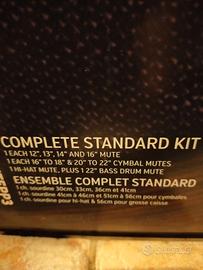 COMPLETE STANDARD KIT
1 EACH 12", 13", 14" AND 16" MUTE
1 EACH 16" TO 18" & 20" TO 22" CYMBAL MUTES
1 HI-HAT MUTE, PLUS 1 22" BASS DRUM MUTE
ENSEMBLE COMPLET STANDARD
1 ch. sourdine 30cm, 33cm, 36cm et 41cm
1 ch. sourdine 41cm à 46cm et 51cm à 56cm pour cymbales
1 ch. sourdine pour hi-hat & 56cm pour grosse caisse